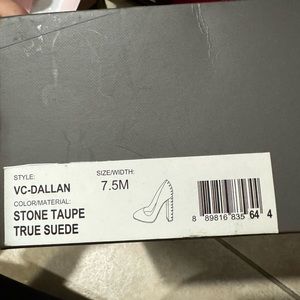 STYLE: SIZE/WIDTH:
VC-DALLAN 7.5M
COLOR/MATERIAL:
STONE TAUPE
TRUE SUEDE
8 89816 835 64 4